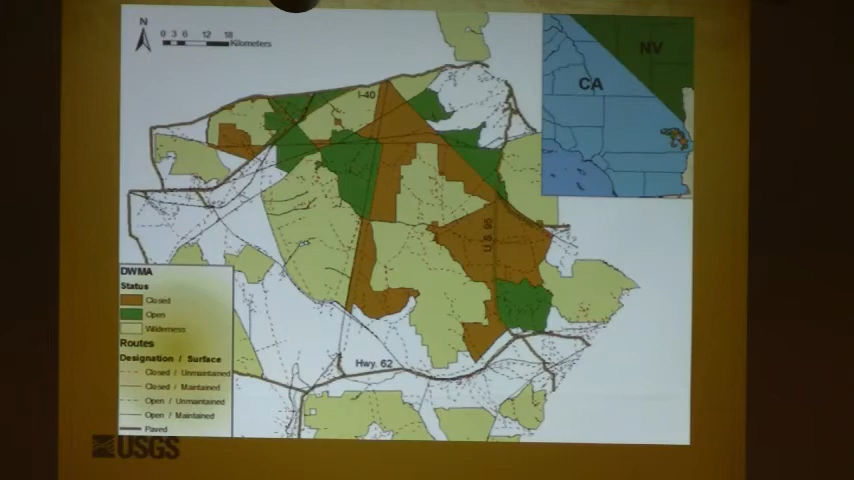 N
0 3 6 12 18
Kilometers
NV
CA
I-40
U.S. 95
Hwy. 62
DWMA
Status
Closed
Open
Wilderness
Routes
Designation / Surface
Closed / Unmaintained
Closed / Maintained
Open / Unmaintained
Open / Maintained
Paved
USGS